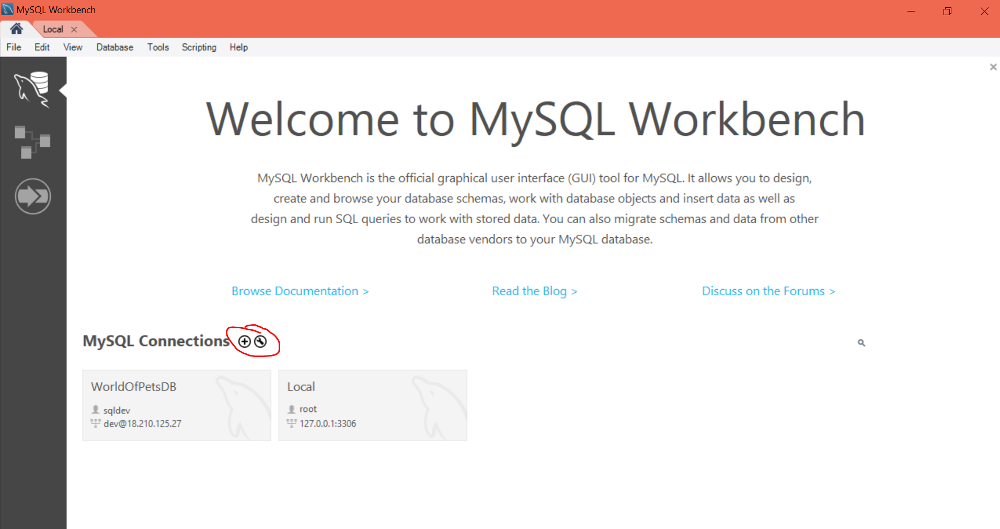 MySQL Workbench
Local
File Edit View Database Tools Scripting Help
Welcome to MySQL Workbench
MySQL Workbench is the official graphical user interface (GUI) tool for MySQL. It allows you to design,
create and browse your database schemas, work with database objects and insert data as well as
design and run SQL queries to work with stored data. You can also migrate schemas and data from other
database vendors to your MySQL database.
Browse Documentation > Read the Blog > Discuss on the Forums >
MySQL Connections
WorldOfPetsDB
sqldev
dev@18.210.125.27
Local
root
127.0.0.1:3306